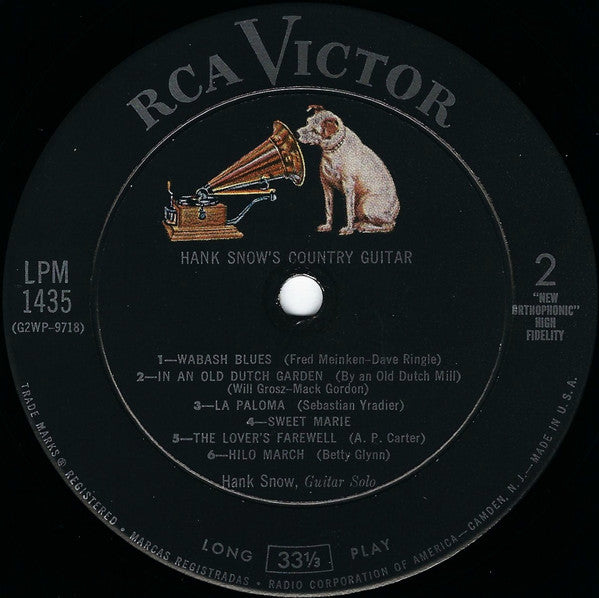 RCA VICTOR
HANK SNOW'S COUNTRY GUITAR
LPM
1435
(G2WP-9718)
2
"NEW
ORTHOPHONIC"
HIGH
FIDELITY
1—WABASH BLUES (Fred Meinken-Dave Ringle)
2—IN AN OLD DUTCH GARDEN (By an Old Dutch Mill)
(Will Grosz-Mack Gordon)
3—LA PALOMA (Sebastian Yradier)
4—SWEET MARIE
5—THE LOVER'S FAREWELL (A. P. Carter)
6—HILO MARCH (Betty Glynn)
Hank Snow, Guitar Solo
LONG 33⅓ PLAY
TRADE MARKS ® REGISTERED • MARCAS REGISTRADAS • RADIO CORPORATION OF AMERICA—CAMDEN, N. J.—MADE IN U.S.A.